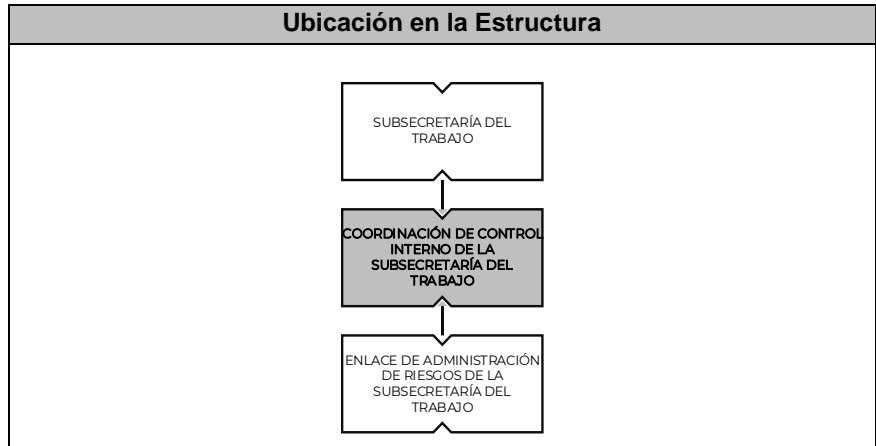 Ubicación en la Estructura
SUBSECRETARÍA DEL
TRABAJO
COORDINACIÓN DE CONTROL
INTERNO DE LA
SUBSECRETARÍA DEL
TRABAJO
ENLACE DE ADMINISTRACIÓN
DE RIESGOS DE LA
SUBSECRETARÍA DEL
TRABAJO